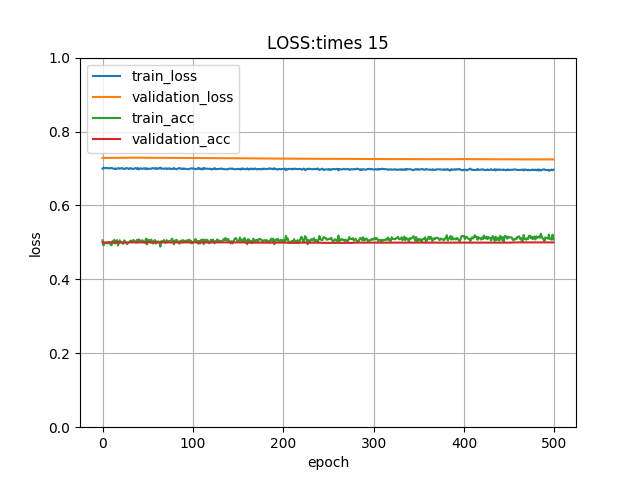 LOSS:times 15
1.0
train_loss
validation_loss
train_acc
validation_acc
0.8
0.6
loss
0.4
0.2
0.0
0 100 200 300 400 500
epoch